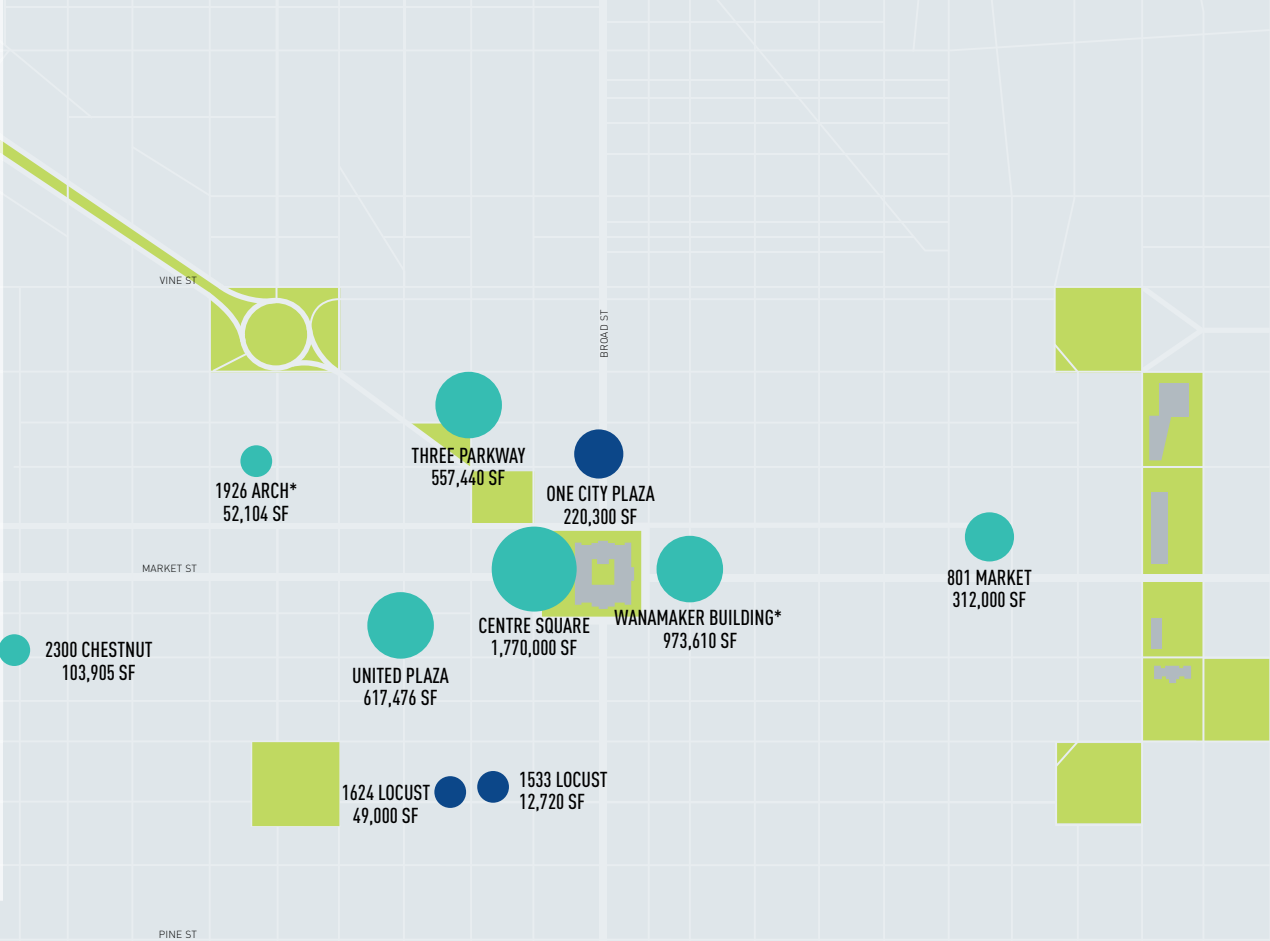 VINE ST
BROAD ST
THREE PARKWAY
557,440 SF
1926 ARCH*
52,104 SF
ONE CITY PLAZA
220,300 SF
MARKET ST
801 MARKET
312,000 SF
CENTRE SQUARE
1,770,000 SF
WANAMAKER BUILDING*
973,610 SF
2300 CHESTNUT
103,905 SF
UNITED PLAZA
617,476 SF
1624 LOCUST
49,000 SF
1533 LOCUST
12,720 SF
PINE ST